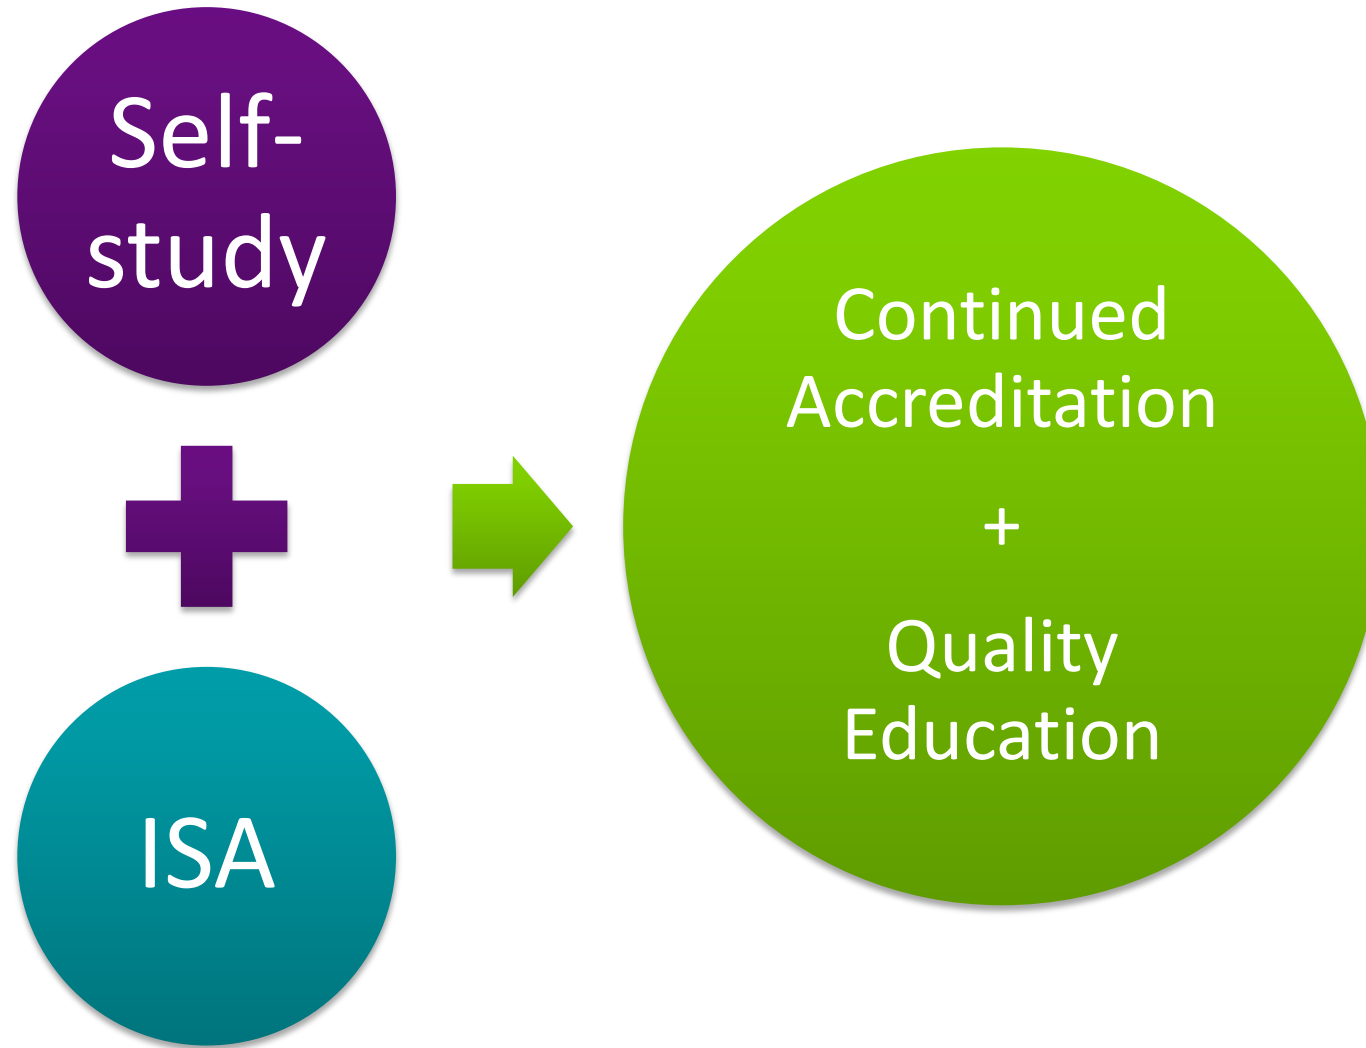 Self-
study
ISA
Continued
Accreditation
+
Quality
Education